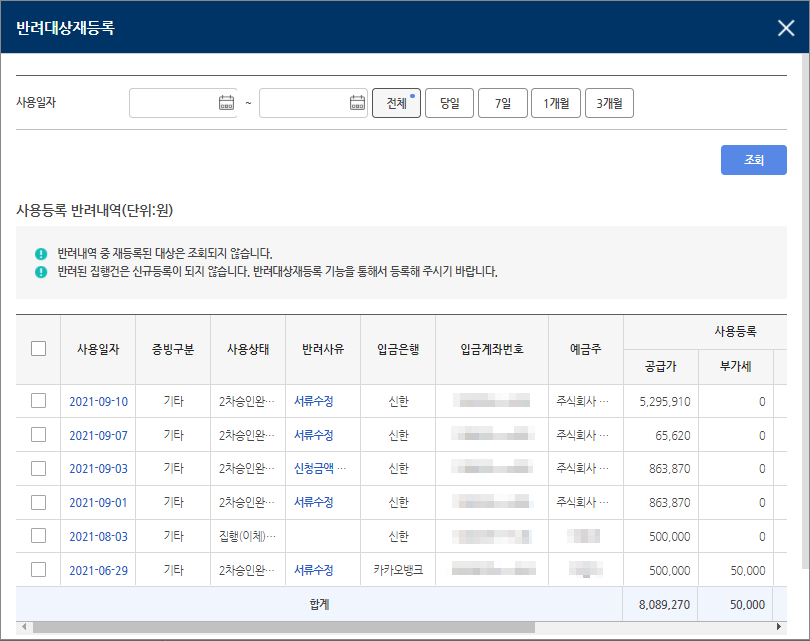 반려대상재등록
사용일자 ~ 전체 당일 7일 1개월 3개월
조회
사용등록 반려내역(단위:원)
반려내역 중 재등록된 대상은 조회되지 않습니다.
반려된 집행건은 신규등록이 되지 않습니다. 반려대상재등록 기능을 통해서 등록해 주시기 바랍니다.
사용일자 증빙구분 사용상태 반려사유 입금은행 입금계좌번호 예금주 사용등록
공급가 부가세
2021-09-10 기타 2차승인완… 서류수정 신한 주식회사 … 5,295,910 0
2021-09-07 기타 2차승인완… 서류수정 신한 주식회사 … 65,620 0
2021-09-03 기타 2차승인완… 신청금액 … 신한 주식회사 … 863,870 0
2021-09-01 기타 2차승인완… 서류수정 신한 주식회사 … 863,870 0
2021-08-03 기타 집행(이체)… 신한 500,000 0
2021-06-29 기타 2차승인완… 서류수정 카카오뱅크 500,000 50,000
합계 8,089,270 50,000